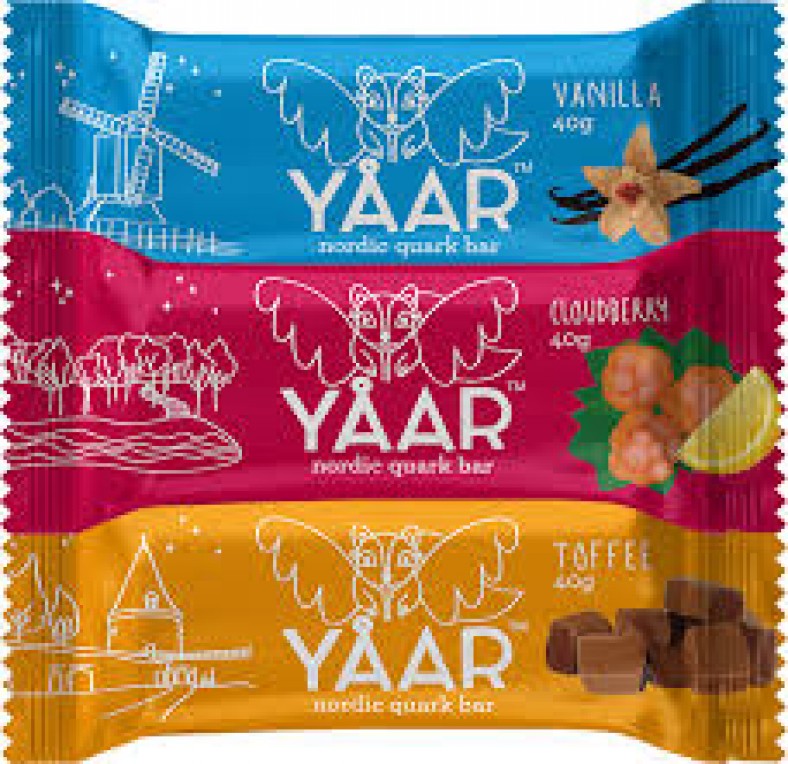 VANILLA
40g
YÅAR™
nordic quark bar
CLOUDBERRY
40g
YÅAR™
nordic quark bar
TOFFEE
40g
YÅAR™
nordic quark bar